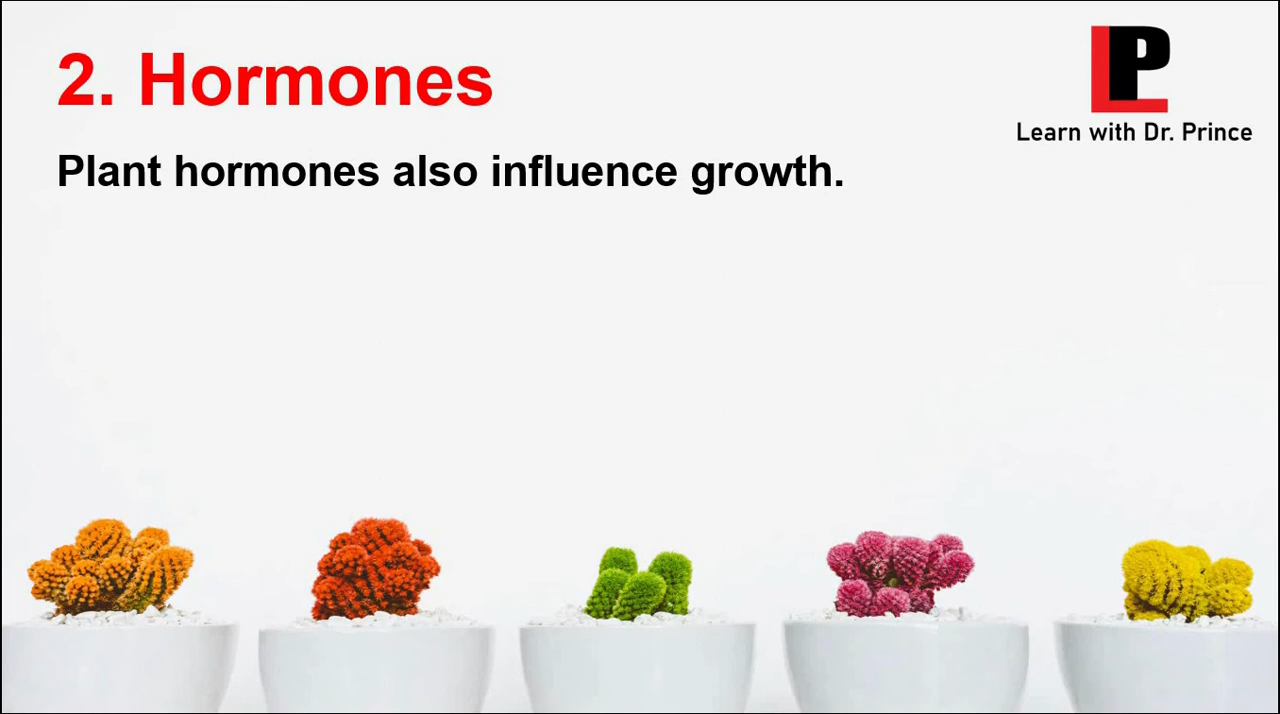 2. Hormones
Plant hormones also influence growth.
LP
Learn with Dr. Prince